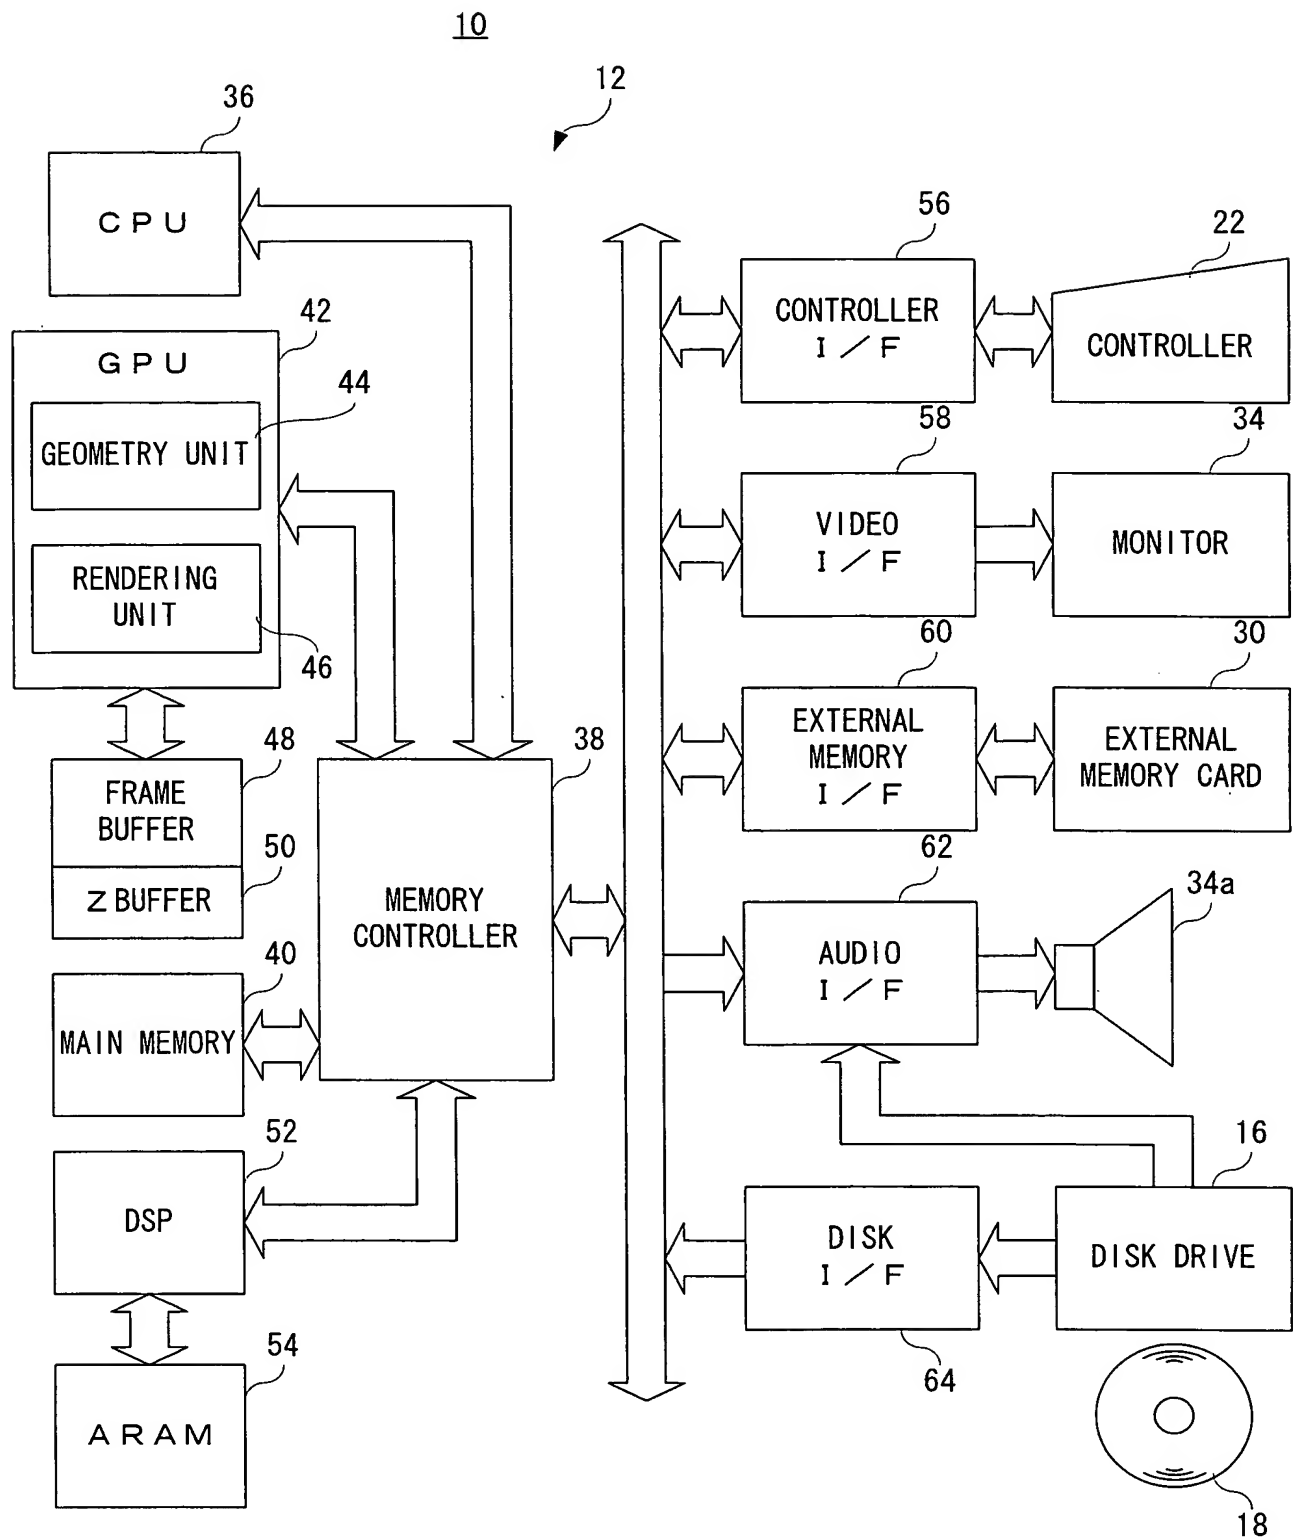 10
12
36
CPU
42
GPU
44
GEOMETRY UNIT
RENDERING
UNIT
46
48
FRAME
BUFFER
50
Z BUFFER
40
MAIN MEMORY
52
DSP
54
ARAM
38
MEMORY
CONTROLLER
56
CONTROLLER
I/F
22
CONTROLLER
58
VIDEO
I/F
34
MONITOR
60
EXTERNAL
MEMORY
I/F
30
EXTERNAL
MEMORY CARD
62
AUDIO
I/F
34a
DISK
I/F
64
16
DISK DRIVE
18